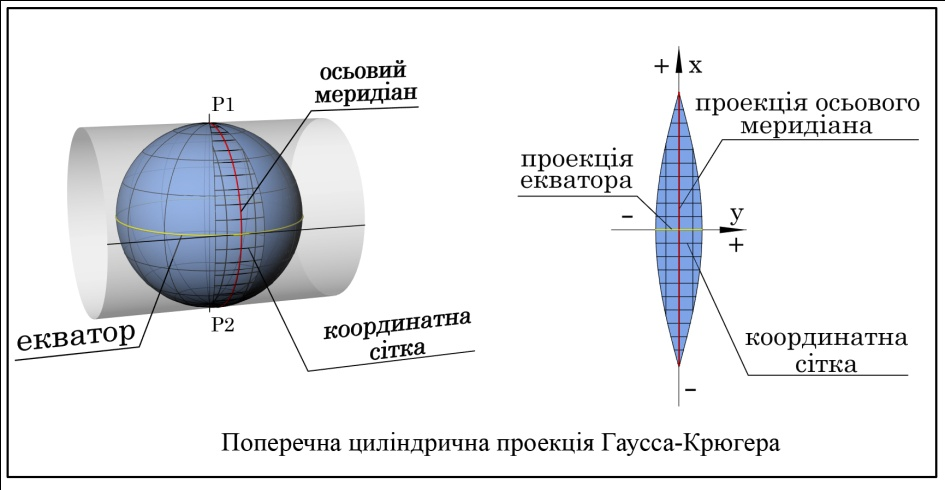 осьовий
меридіан
P1
екватор
P2
координатна
сітка
+ x
проекція осьового
меридіана
проекція
екватора
–
y
+
координатна
сітка
–
Поперечна циліндрична проекція Гаусса-Крюгера